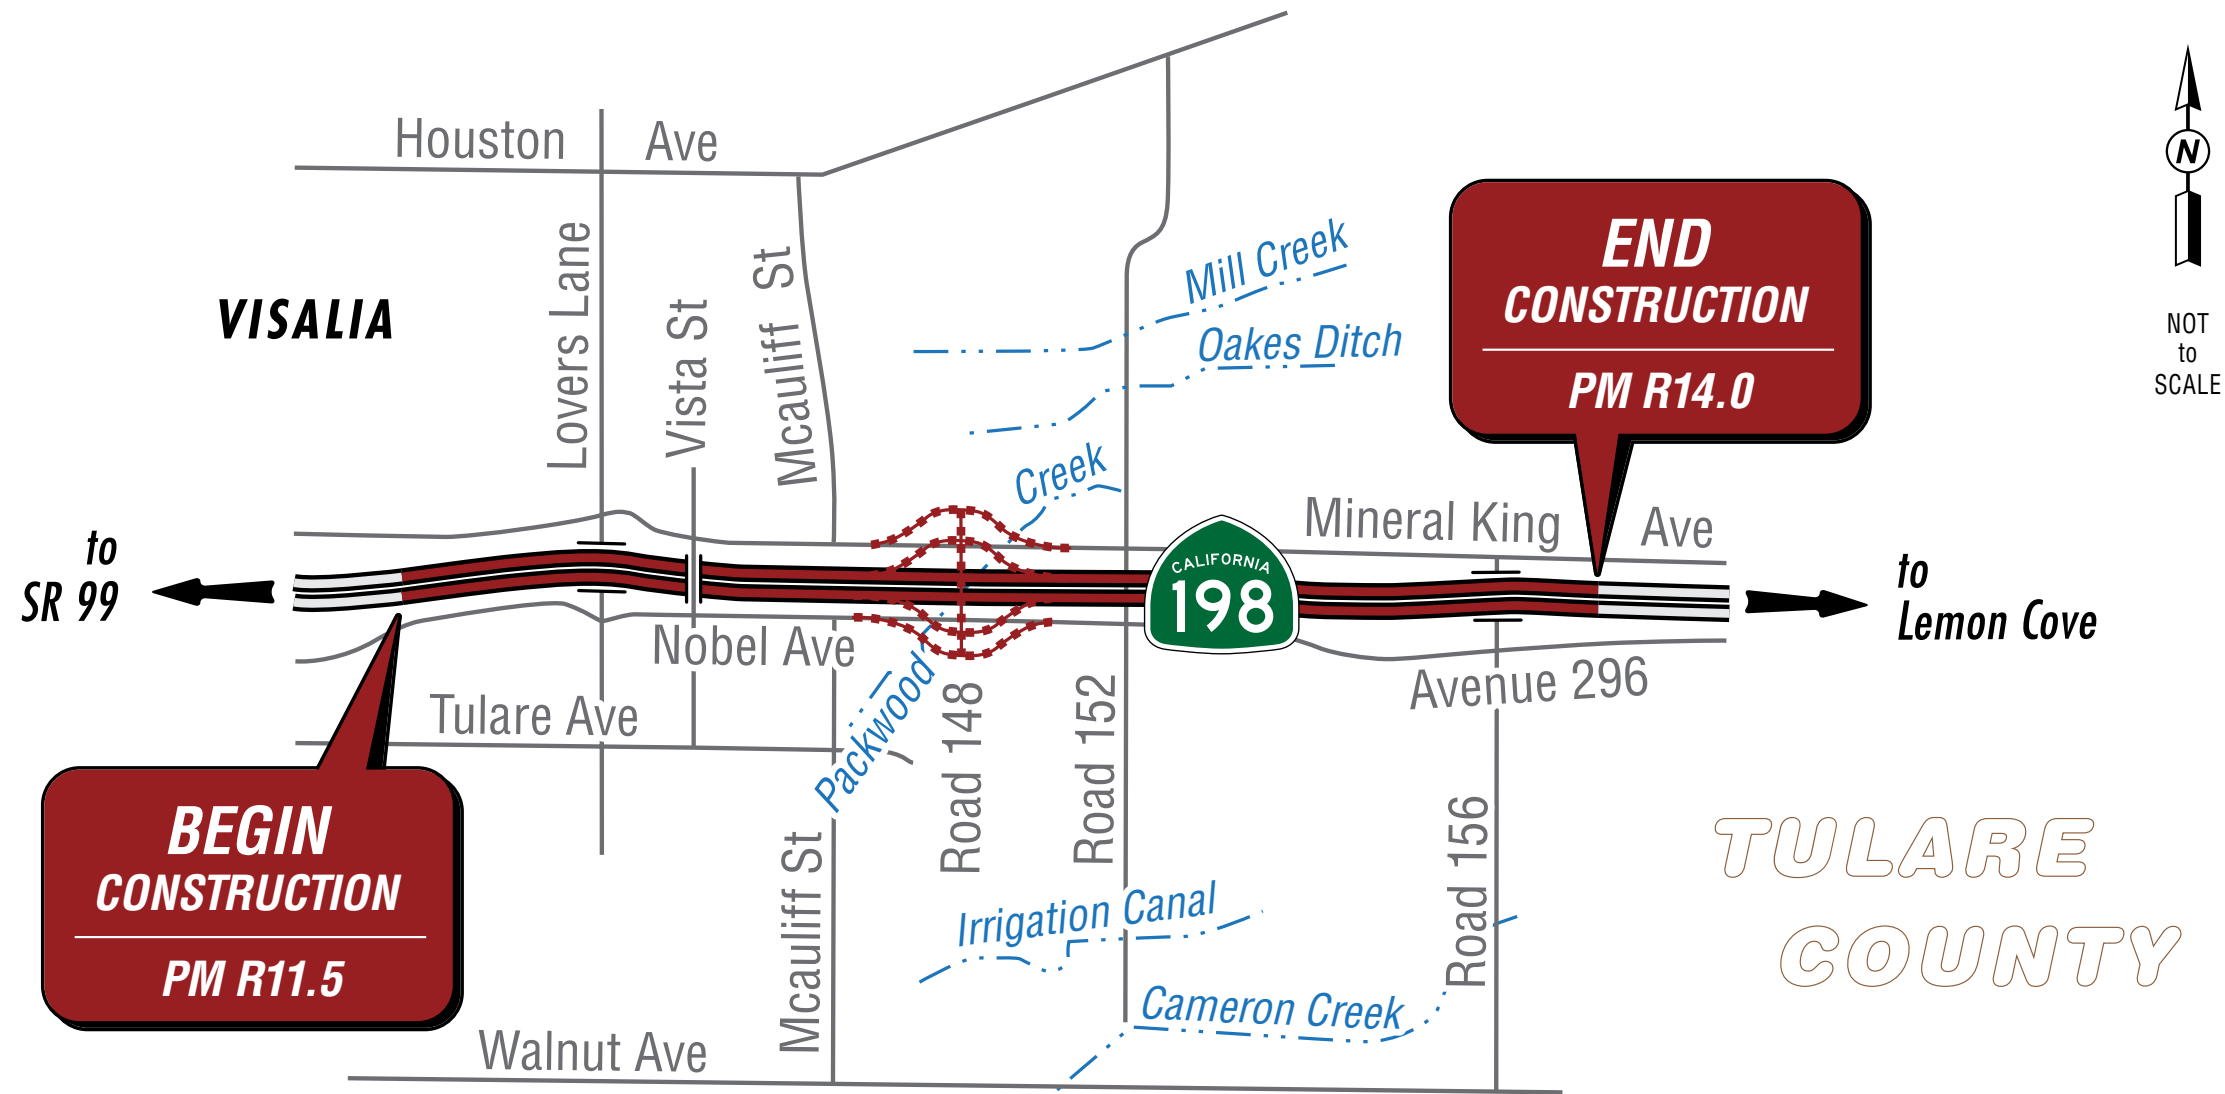 Houston Ave
N
NOT
to
SCALE
VISALIA
Lovers Lane
Vista St
Mcauliff St
Mill Creek
Oakes Ditch
Creek
END
CONSTRUCTION
PM R14.0
Mineral King Ave
to
SR 99
CALIFORNIA
198
to
Lemon Cove
Nobel Ave
Tulare Ave
Packwood
Road 148
Road 152
Avenue 296
Road 156
BEGIN
CONSTRUCTION
PM R11.5
Mcauliff St
Irrigation Canal
Cameron Creek
Walnut Ave
TULARE
COUNTY